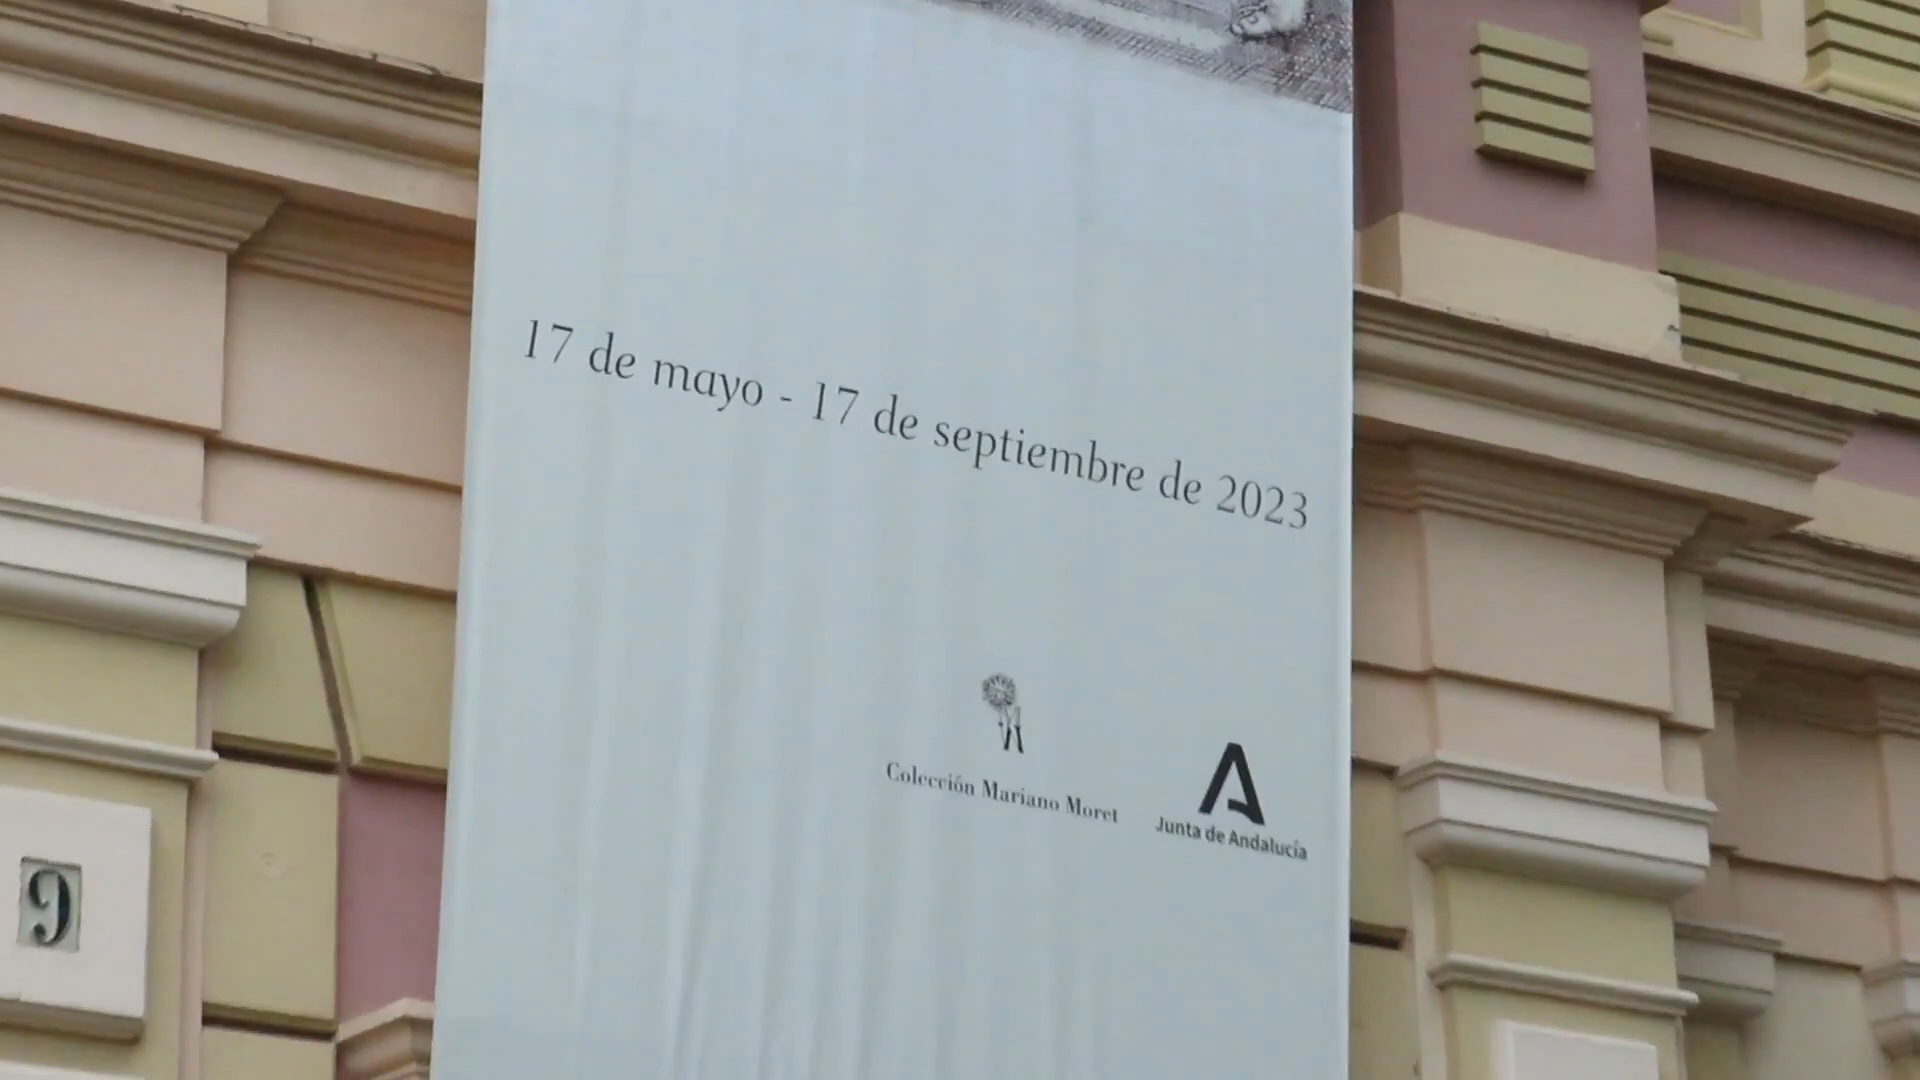 17 de mayo - 17 de septiembre de 2023
Colección Mariano Moret
Junta de Andalucía
9